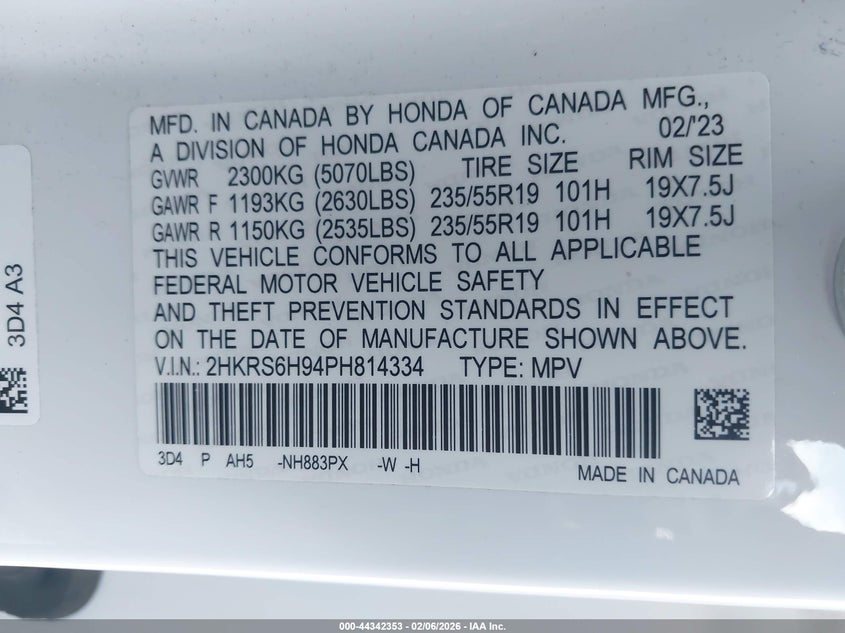 MFD. IN CANADA BY HONDA OF CANADA MFG.,
A DIVISION OF HONDA CANADA INC. 02/'23
GVWR 2300KG (5070LBS) TIRE SIZE RIM SIZE
GAWR F 1193KG (2630LBS) 235/55R19 101H 19X7.5J
GAWR R 1150KG (2535LBS) 235/55R19 101H 19X7.5J
THIS VEHICLE CONFORMS TO ALL APPLICABLE
FEDERAL MOTOR VEHICLE SAFETY
AND THEFT PREVENTION STANDARDS IN EFFECT
ON THE DATE OF MANUFACTURE SHOWN ABOVE.
V.I.N.: 2HKRS6H94PH814334 TYPE: MPV
3D4 P AH5 -NH883PX -W -H
MADE IN CANADA
3D4 A3
000-44342353 - 02/06/2026 - IAA Inc.